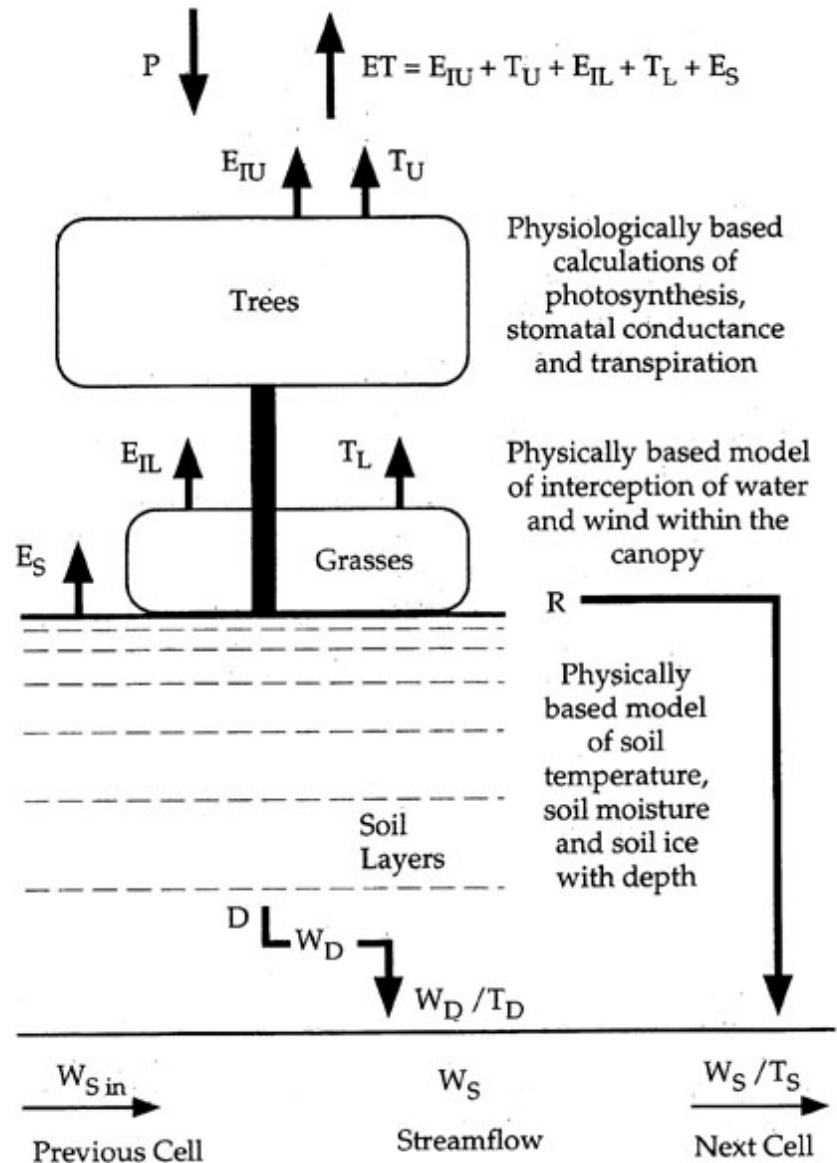 P
ET = E_IU + T_U + E_IL + T_L + E_S
E_IU
T_U
Trees
Physiologically based
calculations of
photosynthesis,
stomatal conductance
and transpiration
E_IL
T_L
Physically based model
of interception of water
and wind within the
canopy
E_S
Grasses
R
Physically
based model
of soil
temperature,
soil moisture
and soil ice
with depth
Soil
Layers
D
W_D
W_D /T_D
W_S in
W_S
W_S /T_S
Previous Cell
Streamflow
Next Cell